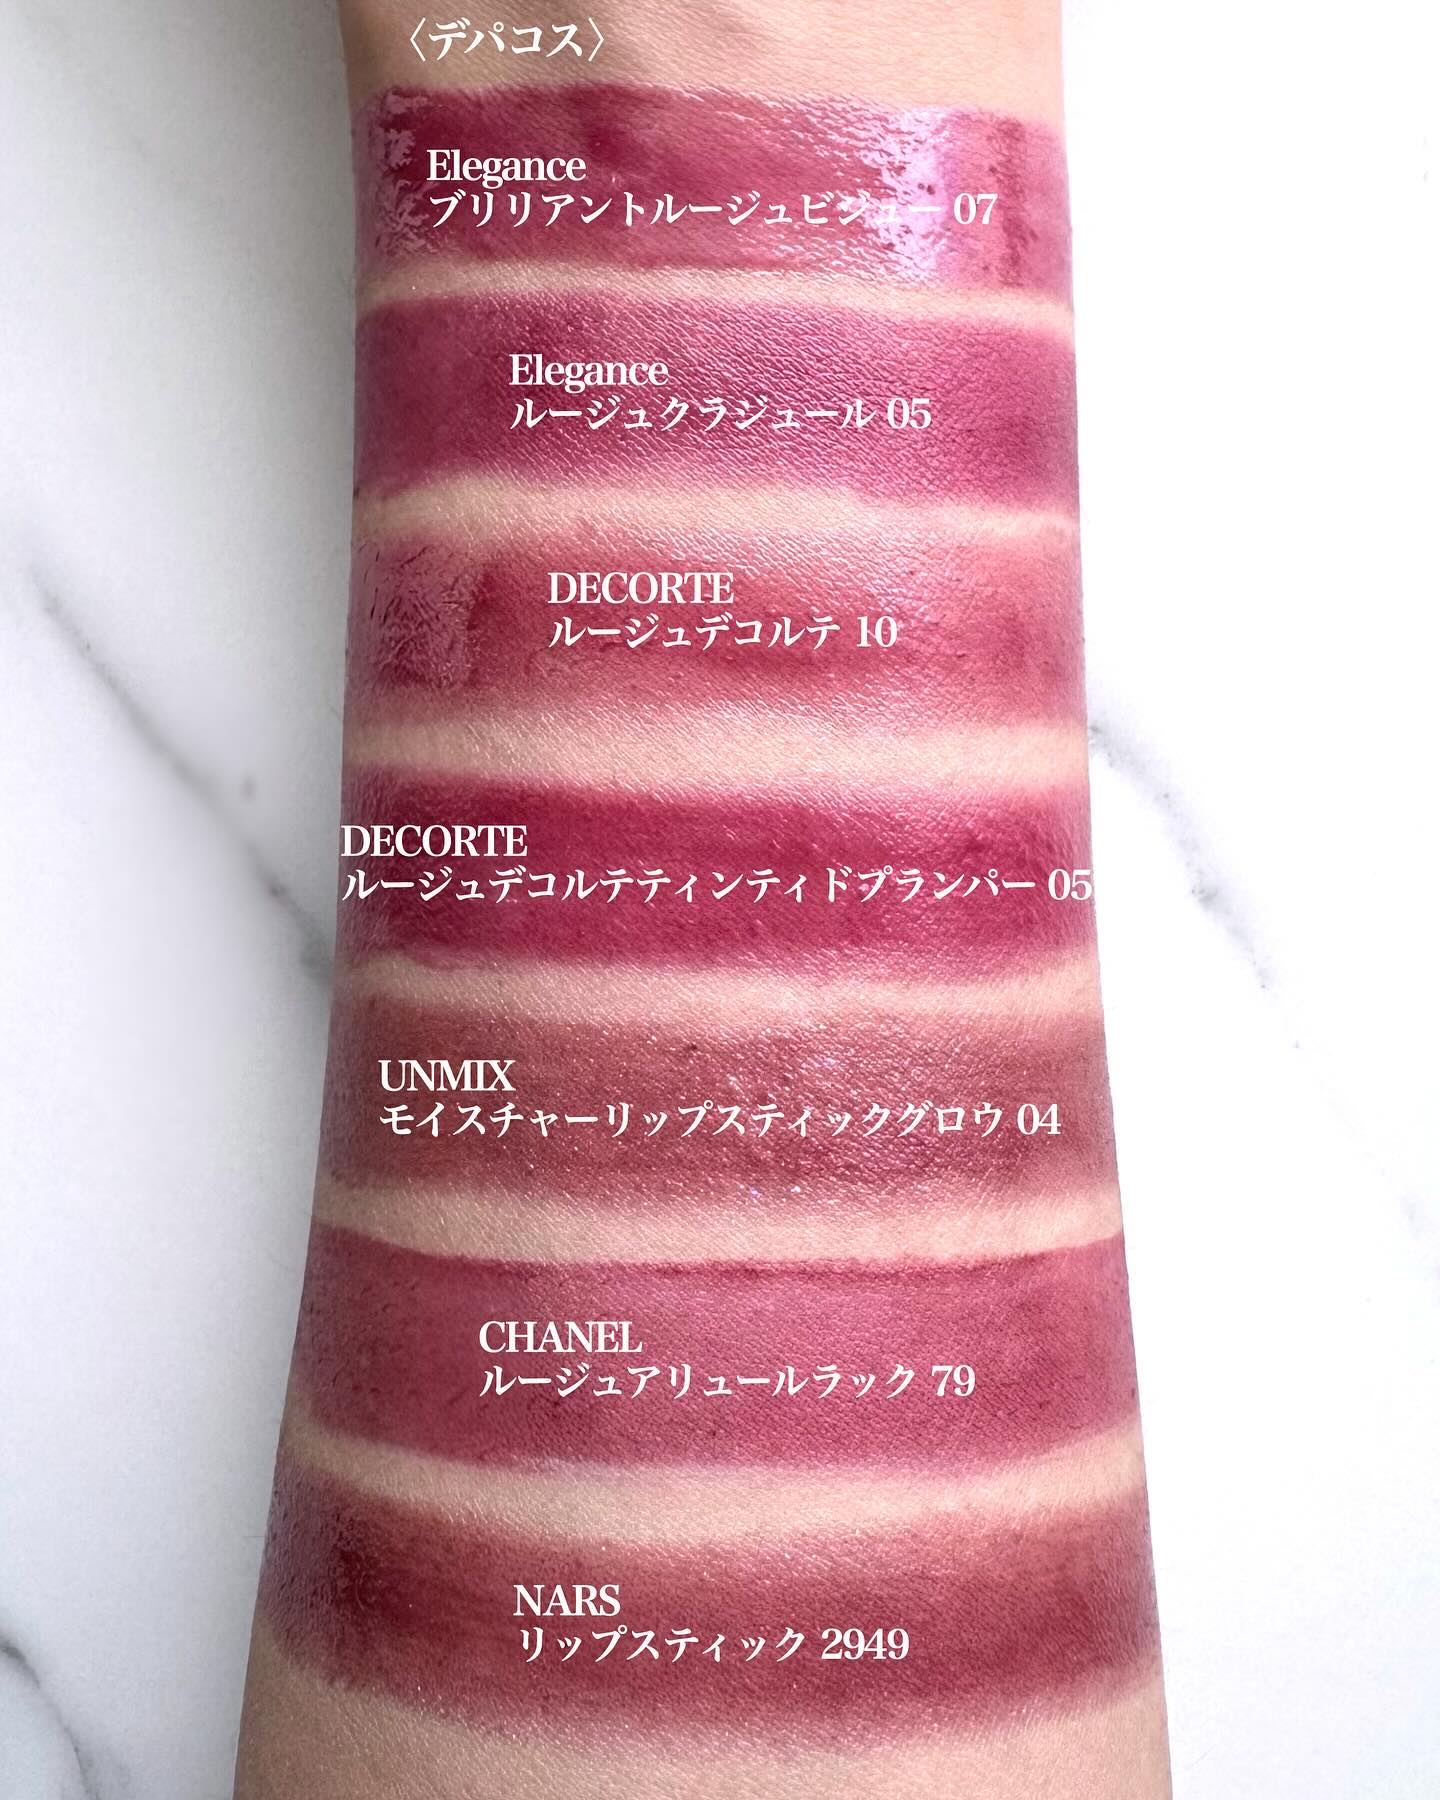 〈デパコス〉
Elegance
ブリリアントルージュビジュー 07
Elegance
ルージュクラジュール 05
DECORTE
ルージュデコルテ 10
DECORTE
ルージュデコルテティンティドプランパー 05
UNMIX
モイスチャーリップスティックグロウ 04
CHANEL
ルージュアリュールラック 79
NARS
リップスティック 2949